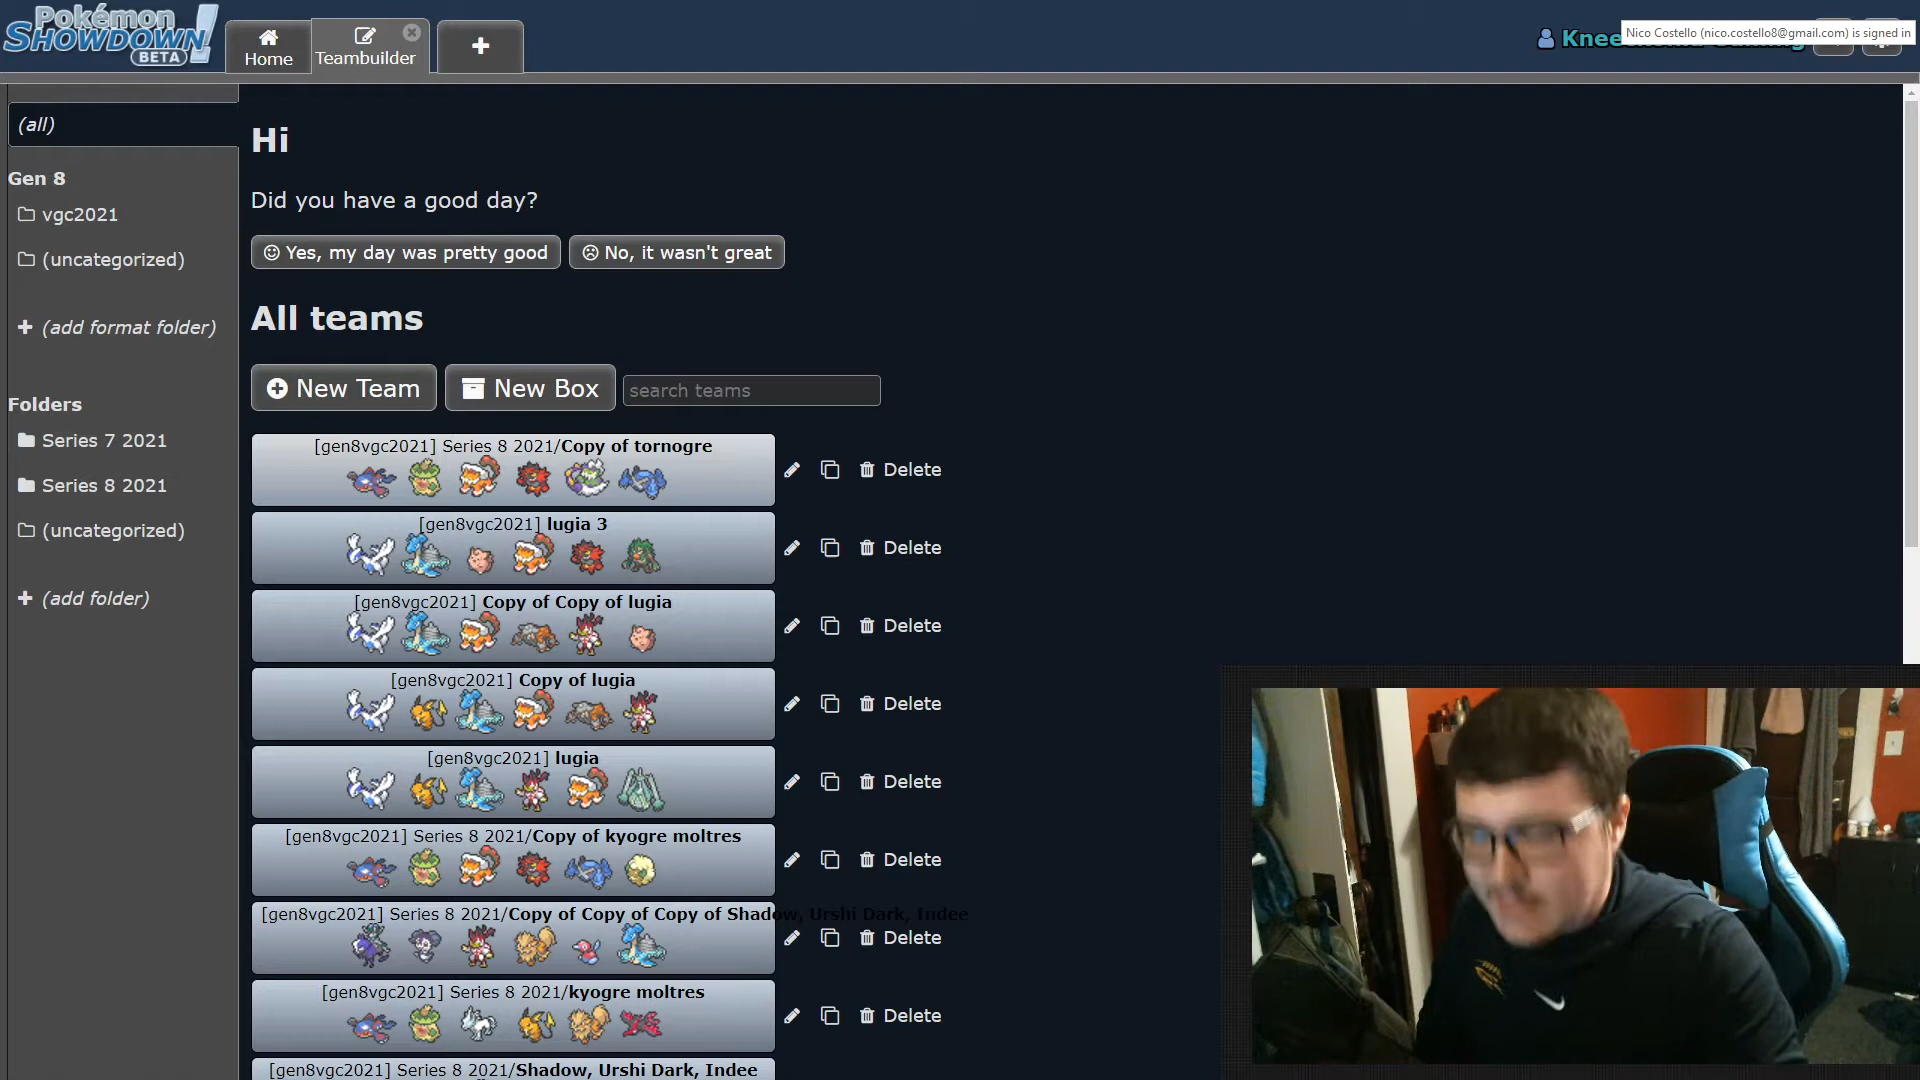 Pokémon
SHOWDOWN!
BETA
Home
Teambuilder
Nico Costello (nico.costello8@gmail.com) is signed in
(all)
Gen 8
vgc2021
(uncategorized)
(add format folder)
Folders
Series 7 2021
Series 8 2021
(uncategorized)
(add folder)
Hi
Did you have a good day?
Yes, my day was pretty good
No, it wasn't great
All teams
New Team
New Box
search teams
[gen8vgc2021] Series 8 2021/Copy of tornogre
Delete
[gen8vgc2021] lugia 3
Delete
[gen8vgc2021] Copy of Copy of lugia
Delete
[gen8vgc2021] Copy of lugia
Delete
[gen8vgc2021] lugia
Delete
[gen8vgc2021] Series 8 2021/Copy of kyogre moltres
Delete
[gen8vgc2021] Series 8 2021/Copy of Copy of Copy of Shadow, Urshi Dark, Indee
Delete
[gen8vgc2021] Series 8 2021/kyogre moltres
Delete
[gen8vgc2021] Series 8 2021/Shadow, Urshi Dark, Indee